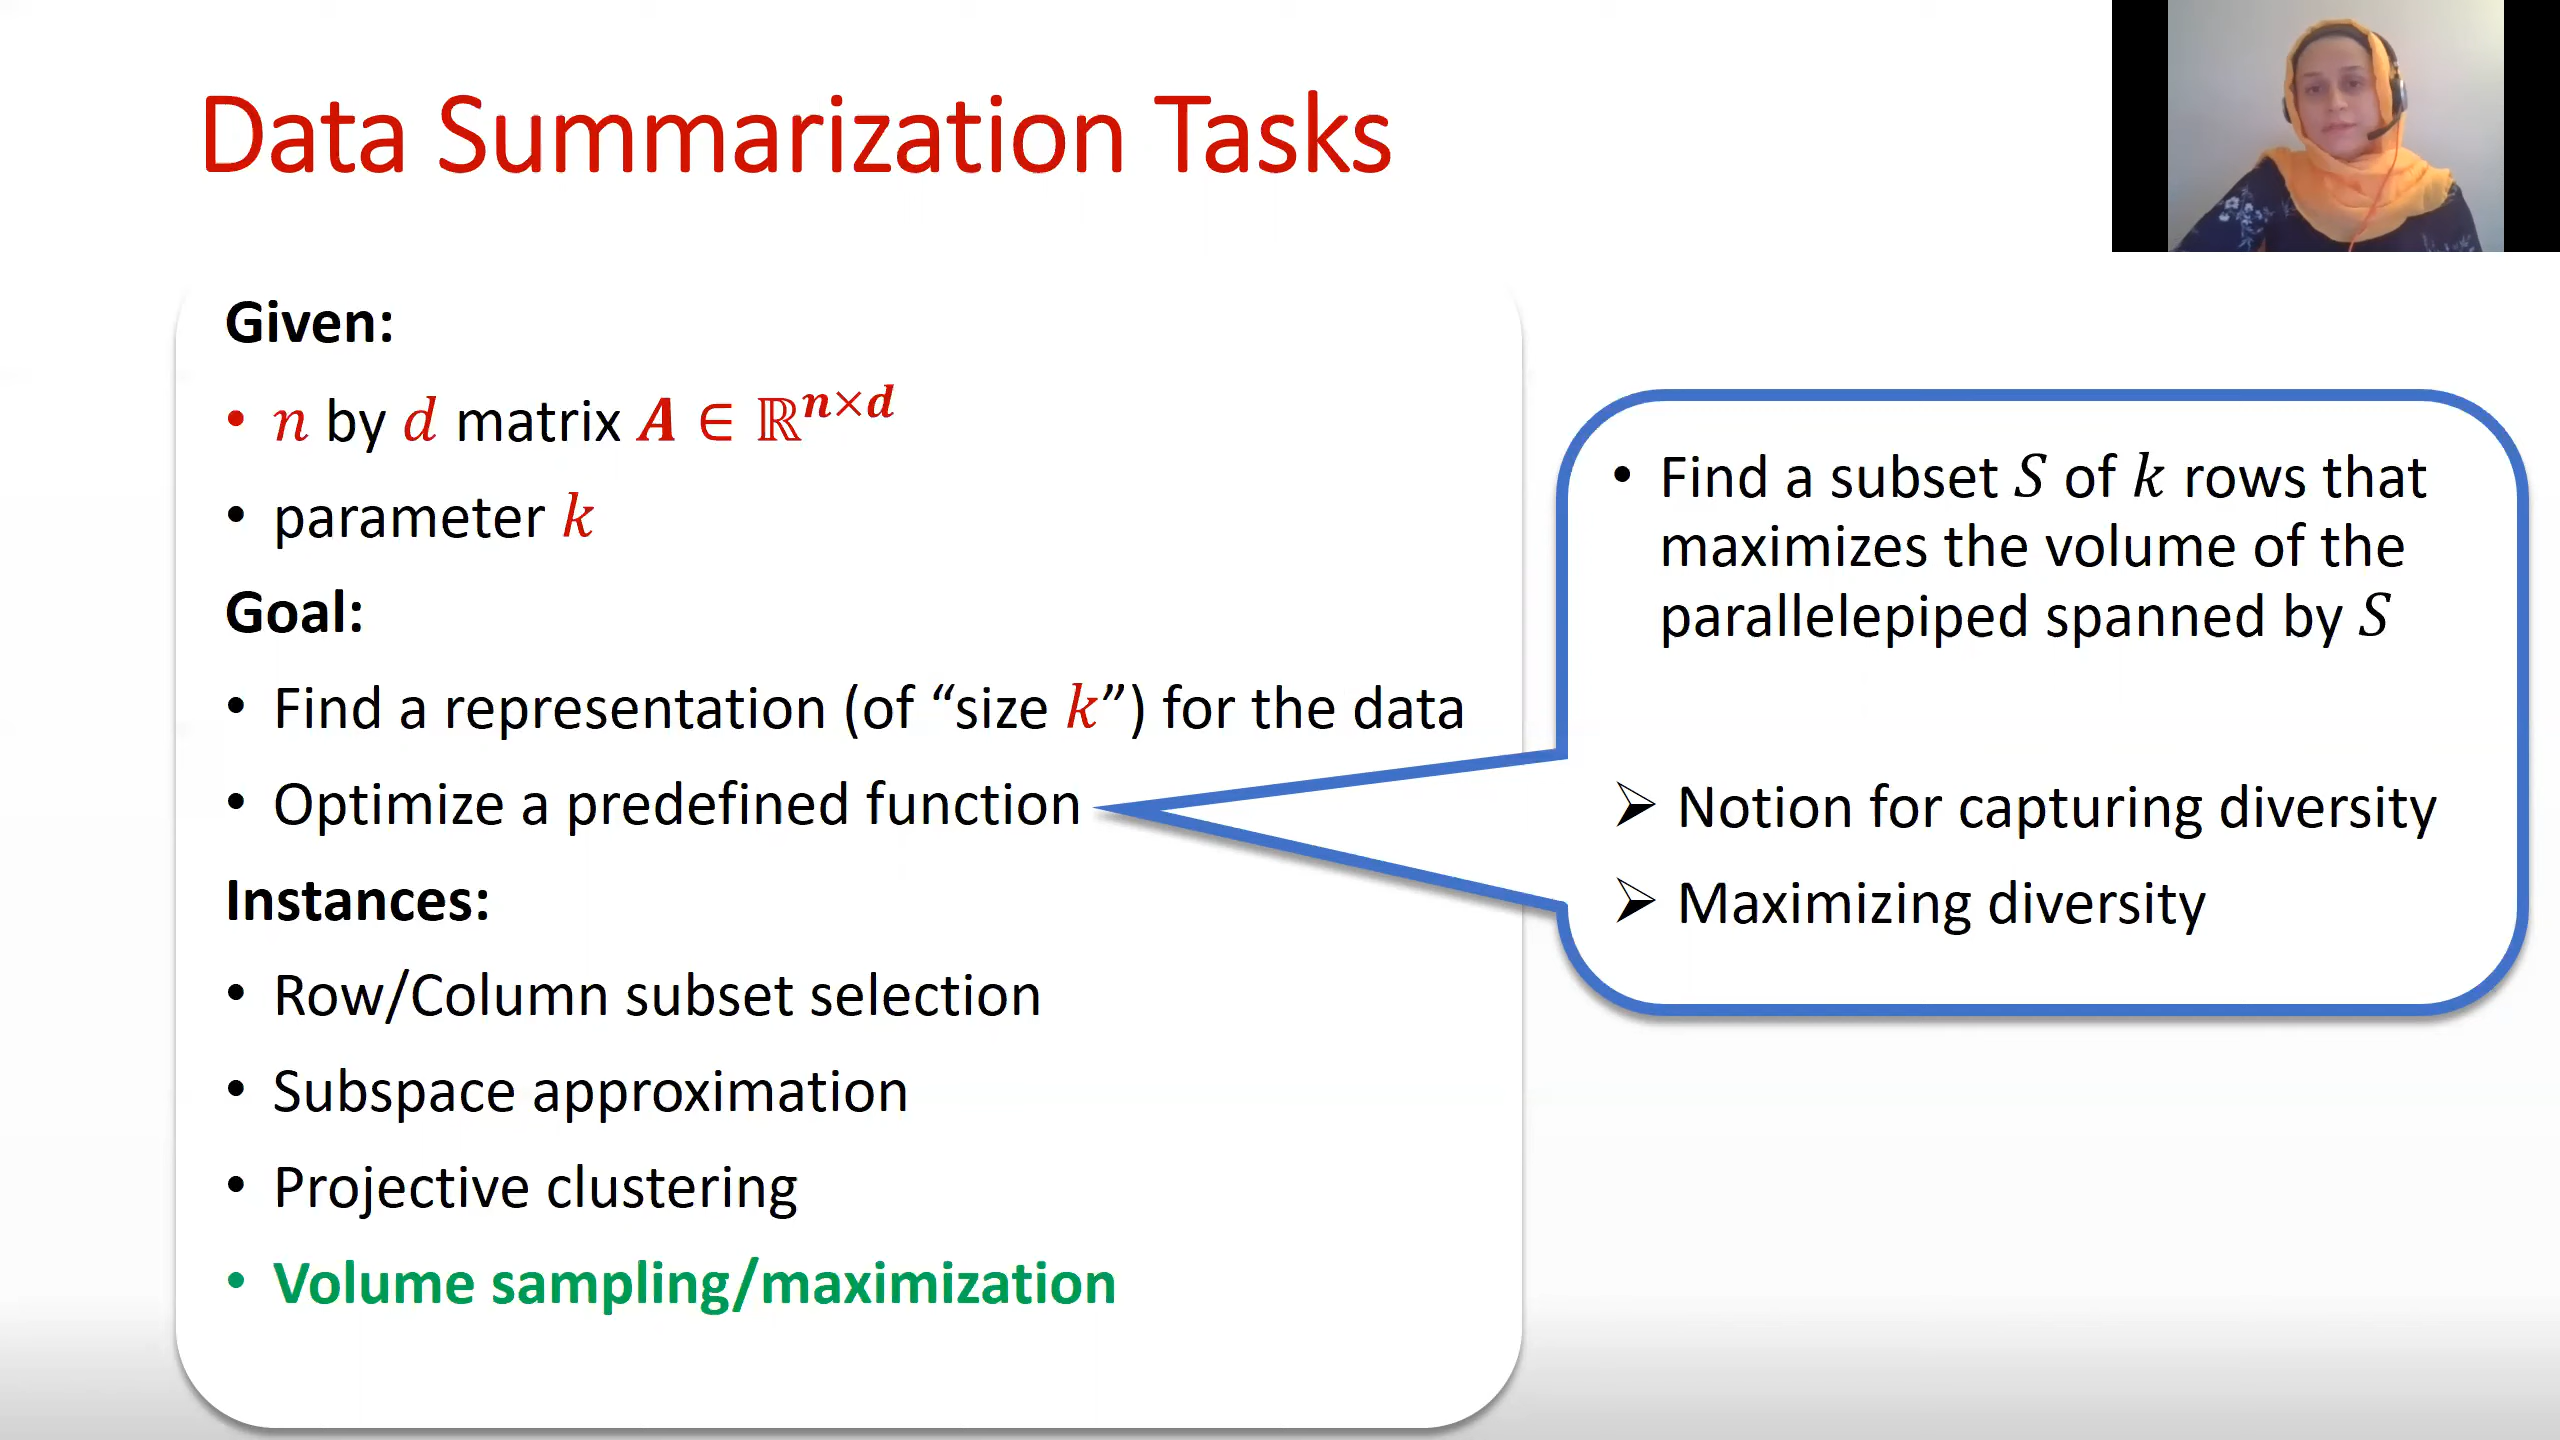 Data Summarization Tasks
Given:
• n by d matrix A ∈ ℝⁿˣᵈ
• parameter k
Goal:
• Find a representation (of “size k”) for the data
• Optimize a predefined function
Instances:
• Row/Column subset selection
• Subspace approximation
• Projective clustering
• Volume sampling/maximization
• Find a subset S of k rows that
maximizes the volume of the
parallelepiped spanned by S
➢ Notion for capturing diversity
➢ Maximizing diversity